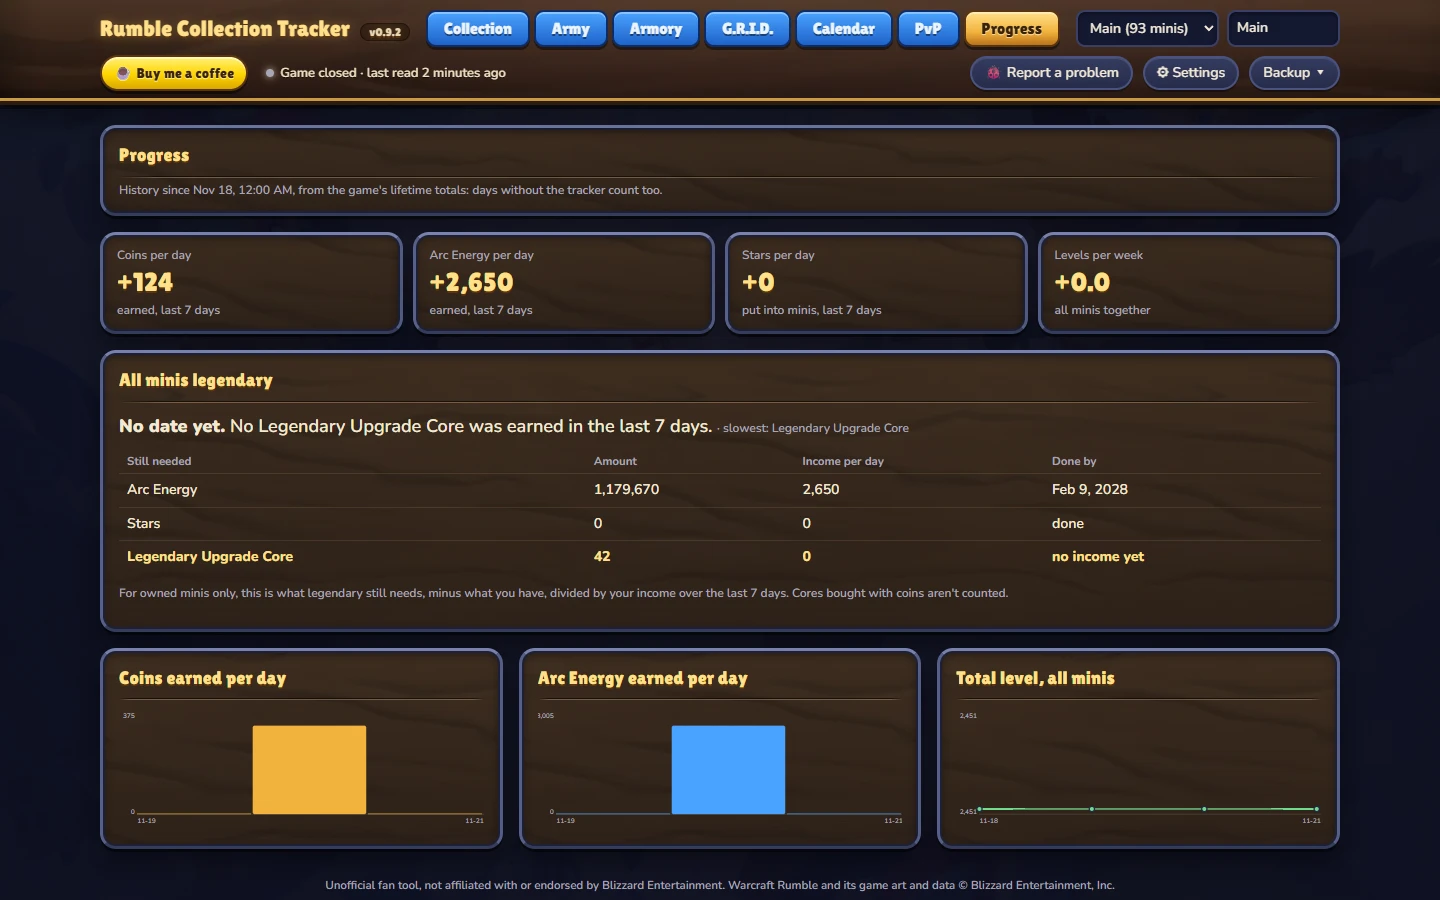 Rumble Collection Tracker v0.9.2 Collection Army Armory G.R.I.D. Calendar PvP Progress Main (93 minis) Main
Buy me a coffee Game closed · last read 2 minutes ago Report a problem Settings Backup
Progress
History since Nov 18, 12:00 AM, from the game's lifetime totals: days without the tracker count too.
Coins per day
+124
earned, last 7 days
Arc Energy per day
+2,650
earned, last 7 days
Stars per day
+0
put into minis, last 7 days
Levels per week
+0.0
all minis together
All minis legendary
No date yet. No Legendary Upgrade Core was earned in the last 7 days. · slowest: Legendary Upgrade Core
Still needed Amount Income per day Done by
Arc Energy 1,179,670 2,650 Feb 9, 2028
Stars 0 0 done
Legendary Upgrade Core 42 0 no income yet
For owned minis only, this is what legendary still needs, minus what you have, divided by your income over the last 7 days. Cores bought with coins aren't counted.
Coins earned per day
375
0
11-19 11-21
Arc Energy earned per day
0
11-19 11-21
Total level, all minis
2,451
2,451
11-18 11-21
Unofficial fan tool, not affiliated with or endorsed by Blizzard Entertainment. Warcraft Rumble and its game art and data © Blizzard Entertainment, Inc.